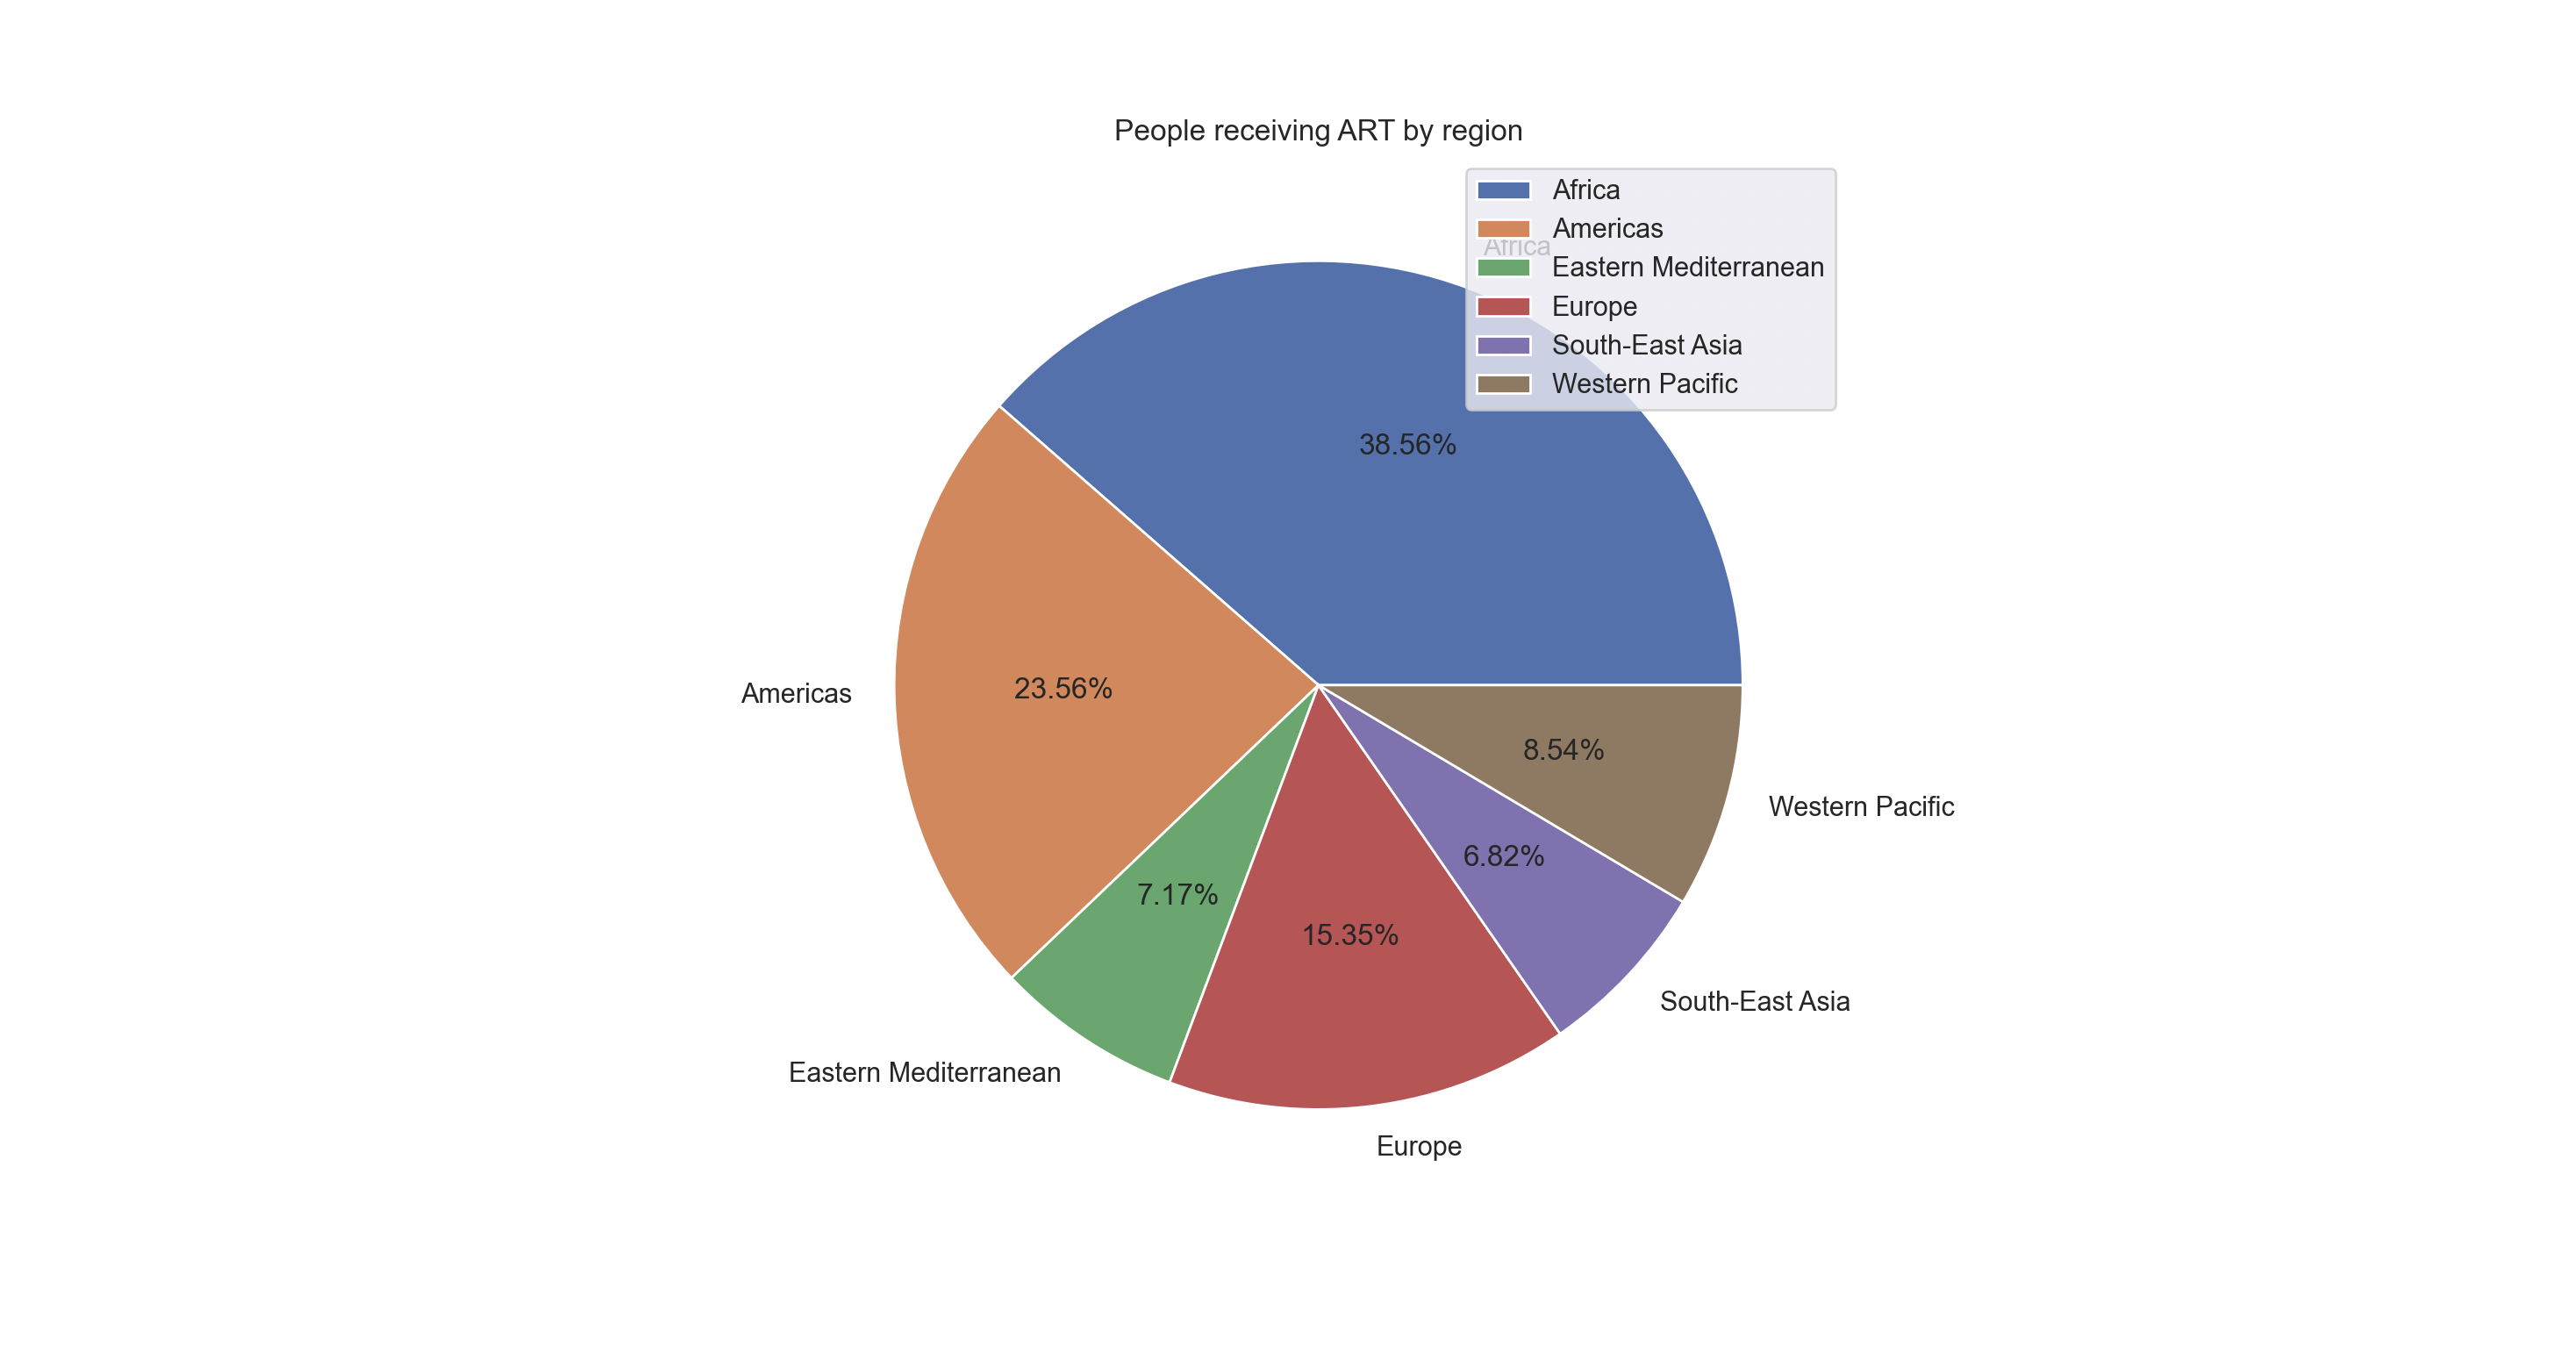 People receiving ART by region
Africa
Americas
Africa
Eastern Mediterranean
Europe
South-East Asia
Western Pacific
38.56%
Americas
23.56%
8.54%
Western Pacific
6.82%
7.17%
15.35%
South-East Asia
Eastern Mediterranean
Europe